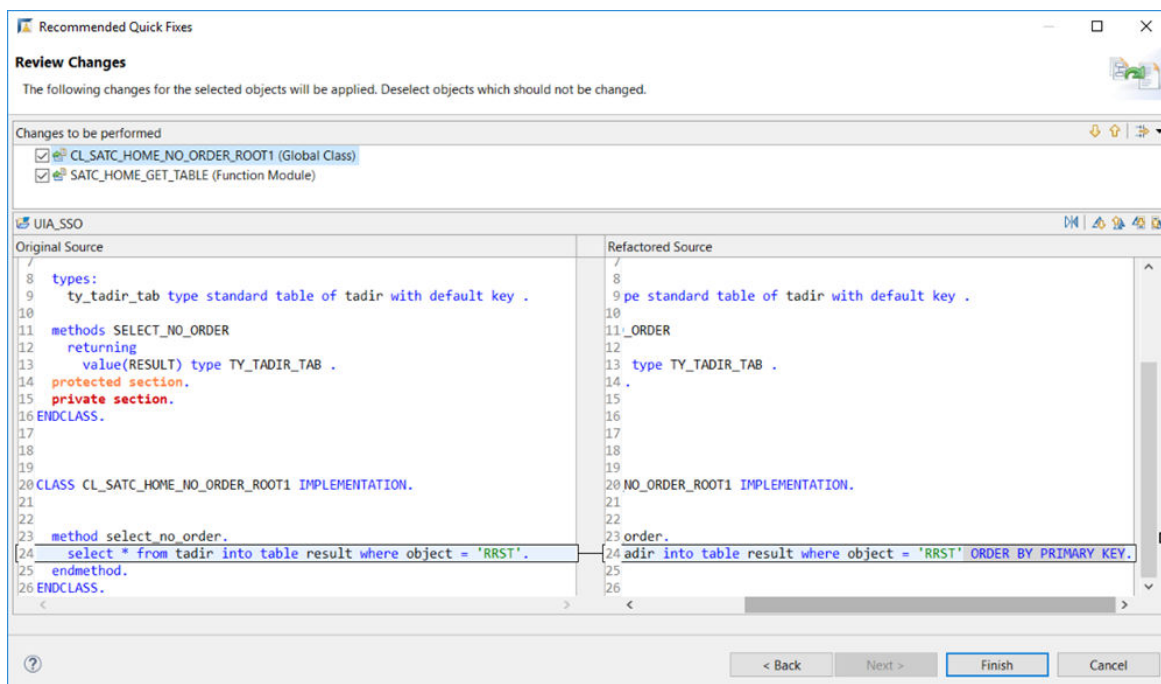 Recommended Quick Fixes
Review Changes
The following changes for the selected objects will be applied. Deselect objects which should not be changed.
Changes to be performed
CL_SATC_HOME_NO_ORDER_ROOT1 (Global Class)
SATC_HOME_GET_TABLE (Function Module)
UIA_SSO
Original Source
7
8 types:
9 ty_tadir_tab type standard table of tadir with default key .
10
11 methods SELECT_NO_ORDER
12 returning
13 value(RESULT) type TY_TADIR_TAB .
14 protected section.
15 private section.
16 ENDCLASS.
17
18
19
20 CLASS CL_SATC_HOME_NO_ORDER_ROOT1 IMPLEMENTATION.
21
22
23 method select_no_order.
24 select * from tadir into table result where object = 'RRST'.
25 endmethod.
26 ENDCLASS.
Refactored Source
7
8
9 pe standard table of tadir with default key .
10
11 _ORDER
12
13 type TY_TADIR_TAB .
14 .
15
16
17
18
19
20 NO_ORDER_ROOT1 IMPLEMENTATION.
21
22
23 order.
24 adir into table result where object = 'RRST' ORDER BY PRIMARY KEY.
25
26
< Back
Next >
Finish
Cancel